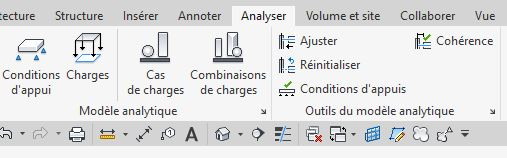 tecture Structure Insérer Annoter Analyser Volume et site Collaborer Vue
Conditions d'appui
Charges
Cas de charges
Combinaisons de charges
Modèle analytique
Ajuster
Cohérence
Réinitialiser
Conditions d'appuis
Outils du modèle analytique
A